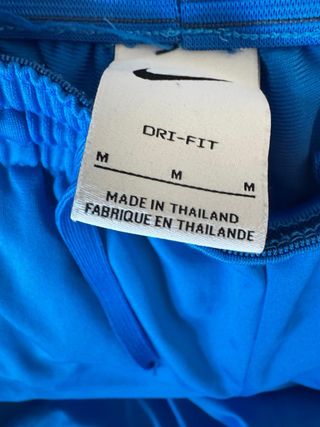 DRI-FIT
M M M
MADE IN THAILAND
FABRIQUE EN THAILANDE